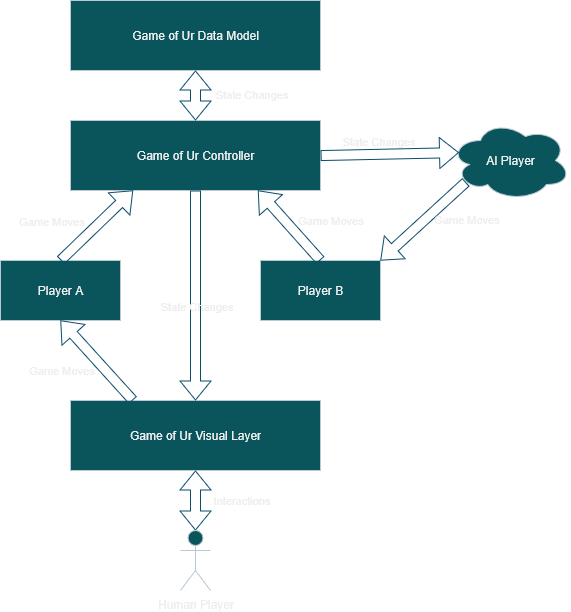 Game of Ur Data Model
State Changes
Game of Ur Controller
State Changes
AI Player
Game Moves
Game Moves
Game Moves
Player A
Player B
State Changes
Game Moves
Game of Ur Visual Layer
Interactions
Human Player